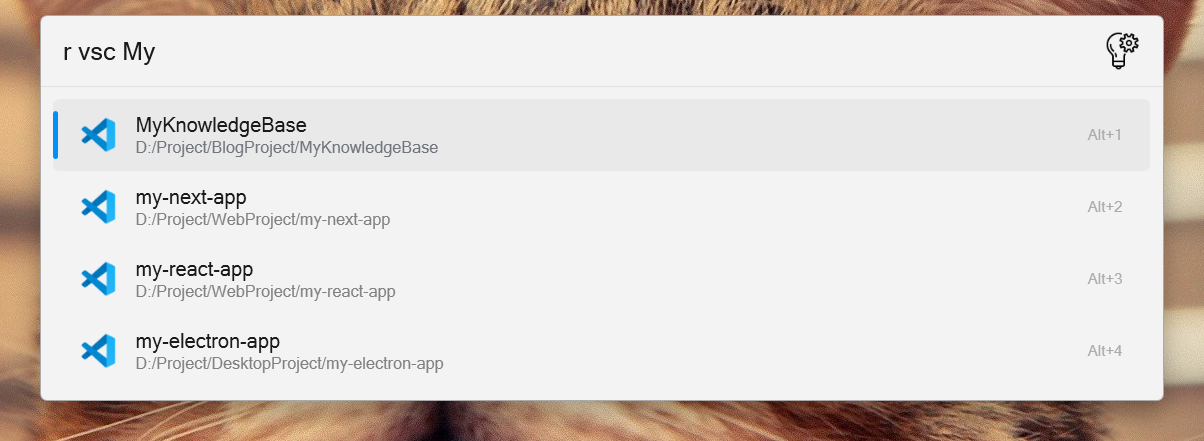 r vsc My
MyKnowledgeBase
D:/Project/BlogProject/MyKnowledgeBase
Alt+1
my-next-app
D:/Project/WebProject/my-next-app
Alt+2
my-react-app
D:/Project/WebProject/my-react-app
Alt+3
my-electron-app
D:/Project/DesktopProject/my-electron-app
Alt+4